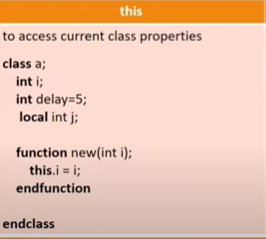 this
to access current class properties
class a;
int i;
int delay=5;
local int j;
function new(int i);
this.i = i;
endfunction
endclass